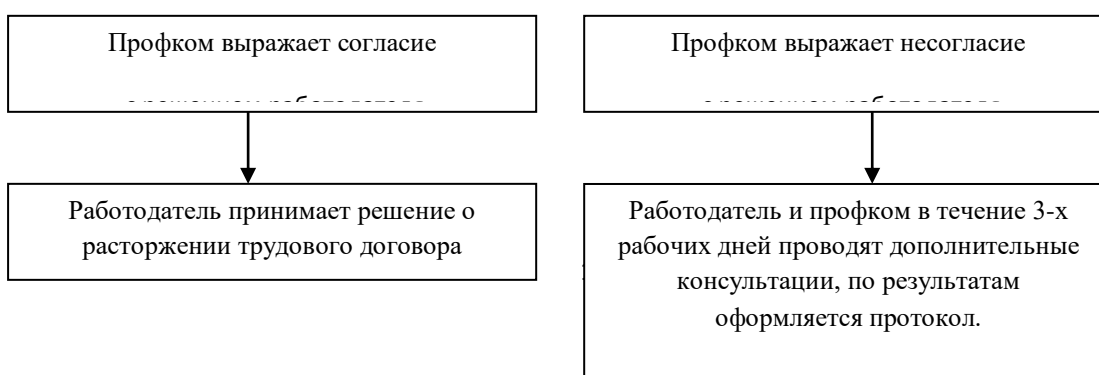 Профком выражает согласие
Профком выражает несогласие
Работодатель принимает решение о
расторжении трудового договора
Работодатель и профком в течение 3-х
рабочих дней проводят дополнительные
консультации, по результатам
оформляется протокол.